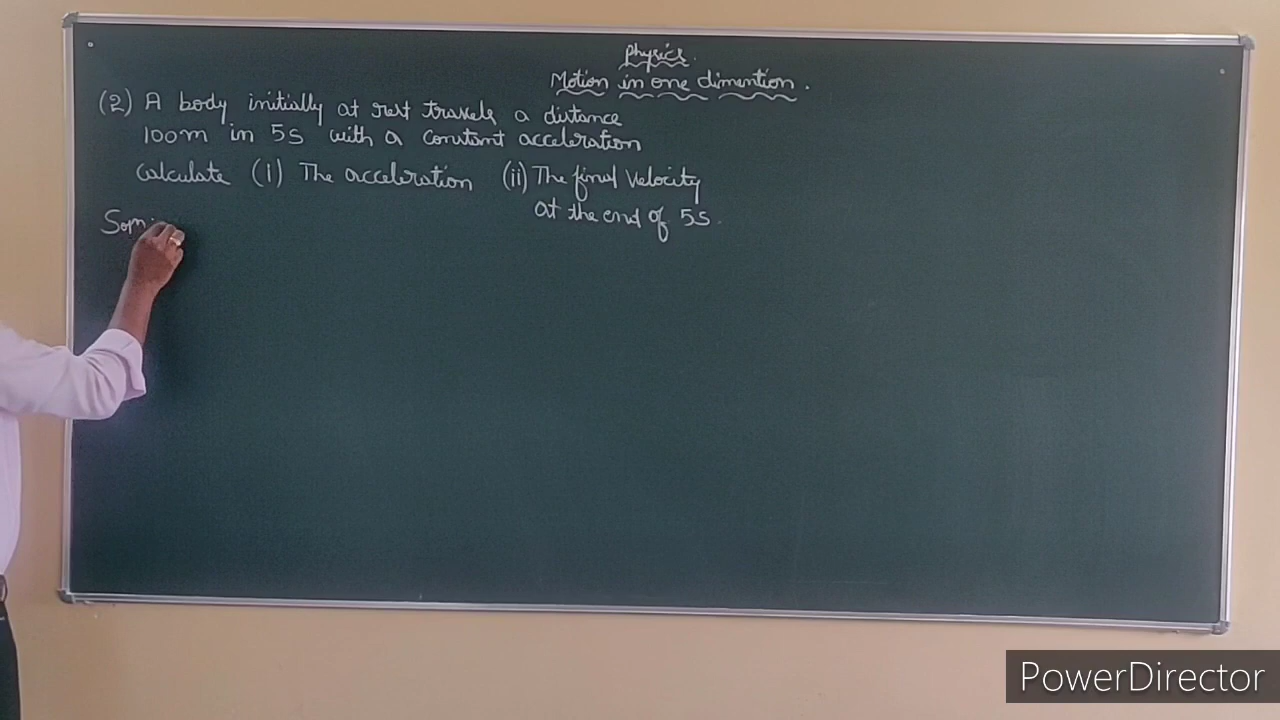 Physics.
Motion in one dimention.
(2) A body initially at rest travels a distance
100m in 5s with a constant acceleration
Calculate (i) The acceleration (ii) The final Velocity
at the end of 5s.
PowerDirector